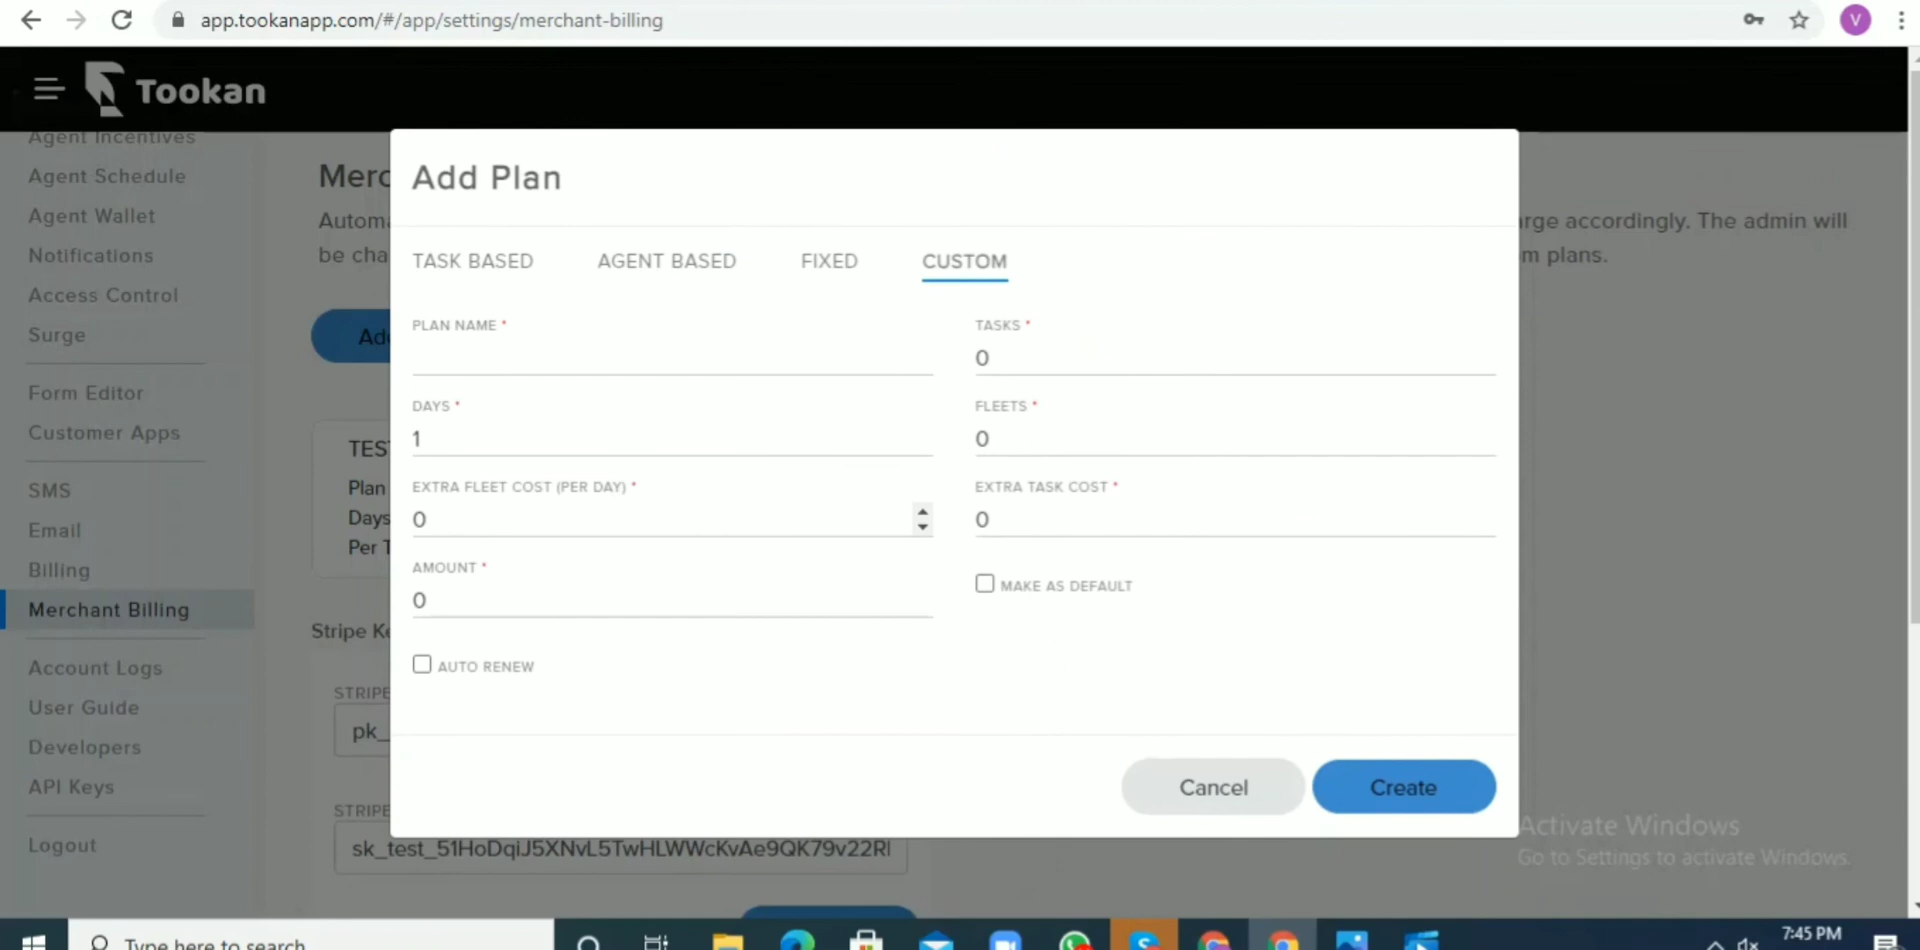 app.tookanapp.com/#/app/settings/merchant-billing
V
Tookan
Agent Incentives
Agent Schedule
Agent Wallet
Notifications
Access Control
Surge
Form Editor
Customer Apps
SMS
Email
Billing
Merchant Billing
Account Logs
User Guide
Developers
API Keys
Logout
Merc
Automa
be cha
rge accordingly. The admin will
m plans.
Ad
TES
Plan
Days
Per T
Stripe Ke
STRIPE
pk_
STRIPE
sk_test_51HoDqiJ5XNvL5TwHLWWcKvAe9QK79v22Rl
Add Plan
TASK BASED AGENT BASED FIXED CUSTOM
PLAN NAME * TASKS *
0
DAYS * FLEETS *
1 0
EXTRA FLEET COST (PER DAY) * EXTRA TASK COST *
0 0
AMOUNT *
0
MAKE AS DEFAULT
AUTO RENEW
Cancel Create
Activate Windows
Go to Settings to activate Windows.
Type here to search
7:45 PM